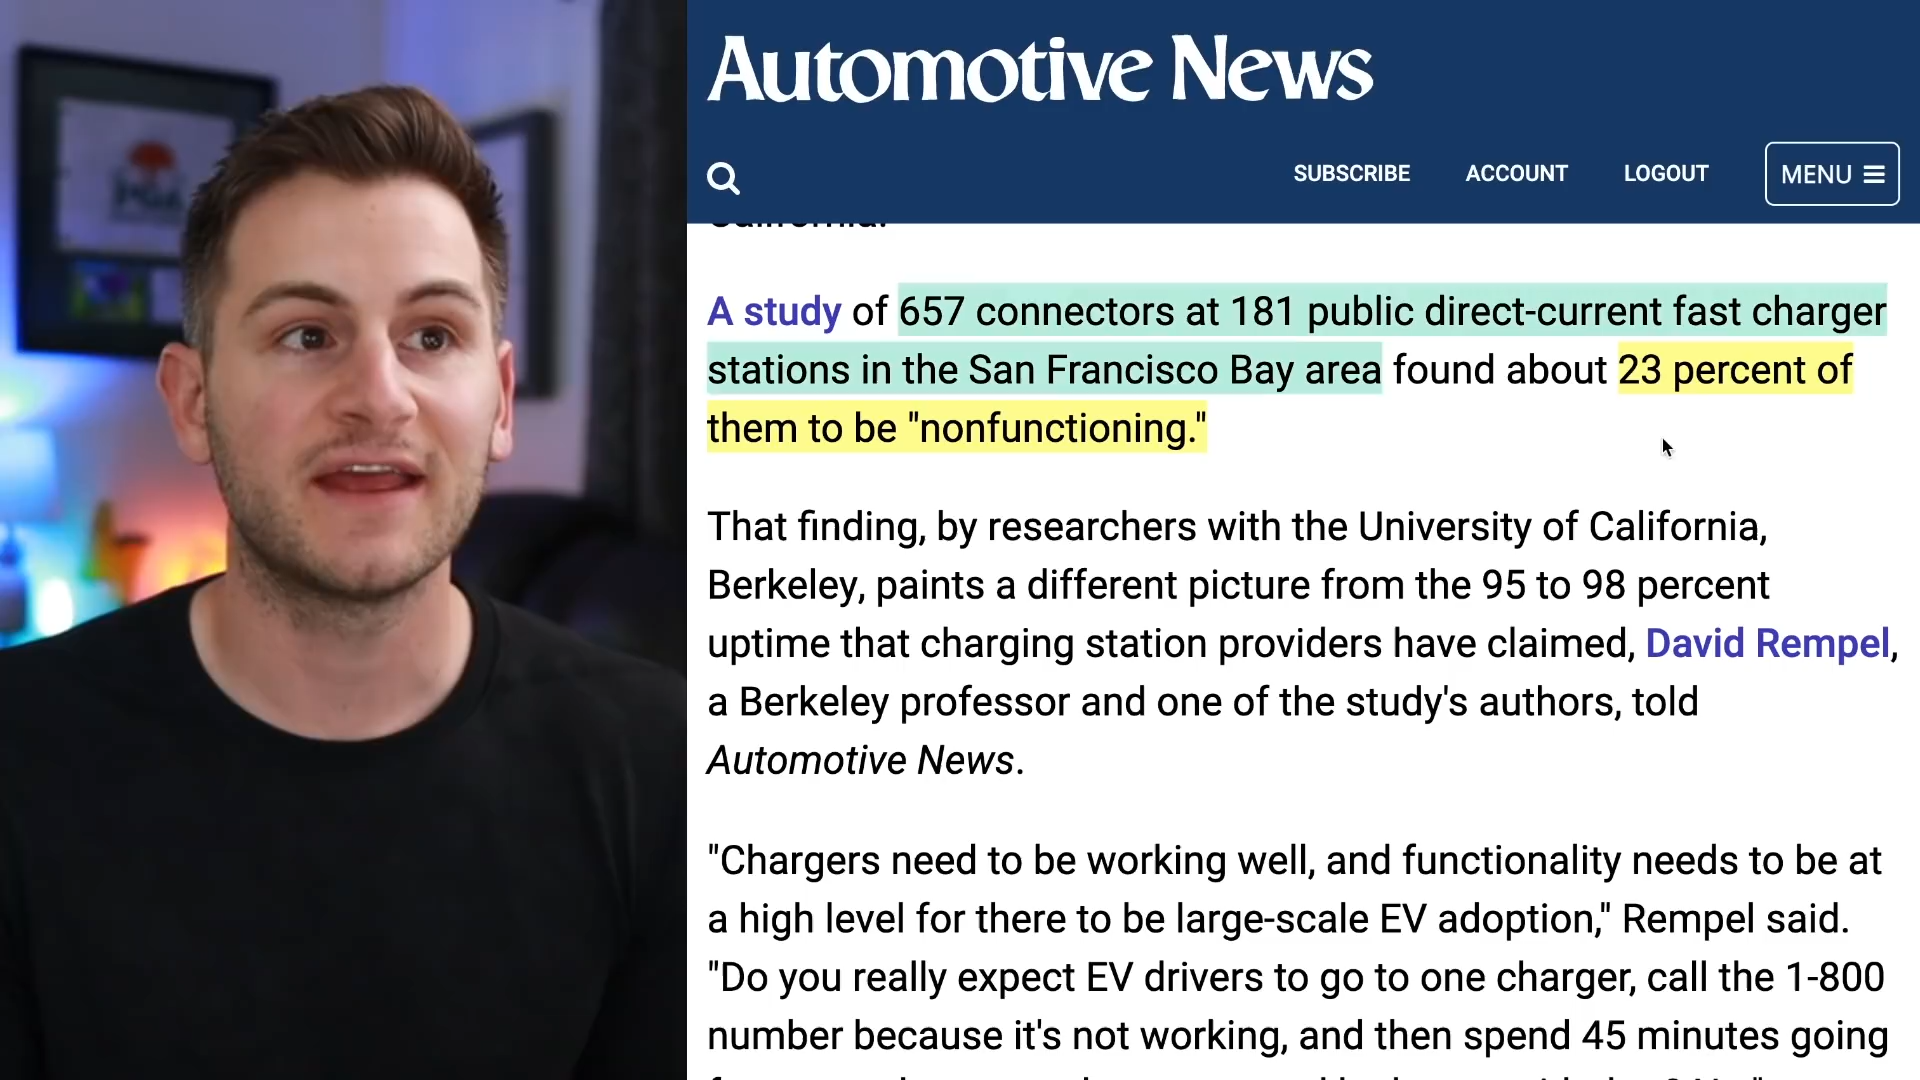 PGA
Automotive News
SUBSCRIBE ACCOUNT LOGOUT MENU
California.
A study of 657 connectors at 181 public direct-current fast charger
stations in the San Francisco Bay area found about 23 percent of
them to be "nonfunctioning."
That finding, by researchers with the University of California,
Berkeley, paints a different picture from the 95 to 98 percent
uptime that charging station providers have claimed, David Rempel,
a Berkeley professor and one of the study's authors, told
Automotive News.
"Chargers need to be working well, and functionality needs to be at
a high level for there to be large-scale EV adoption," Rempel said.
"Do you really expect EV drivers to go to one charger, call the 1-800
number because it's not working, and then spend 45 minutes going